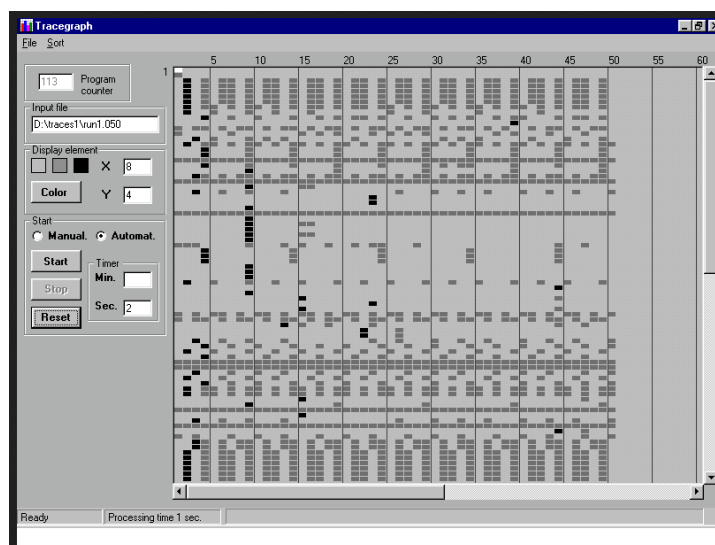 Tracegraph
File Sort
5 10 15 20 25 30 35 40 45 50 55 60
1
113 Program
counter
Input file
D:\traces1\run1.050
Display element
X 8
Color Y 4
Start
Manual. Automat.
Start Timer
Min.
Stop
Sec. 2
Reset
Ready Processing time 1 sec.